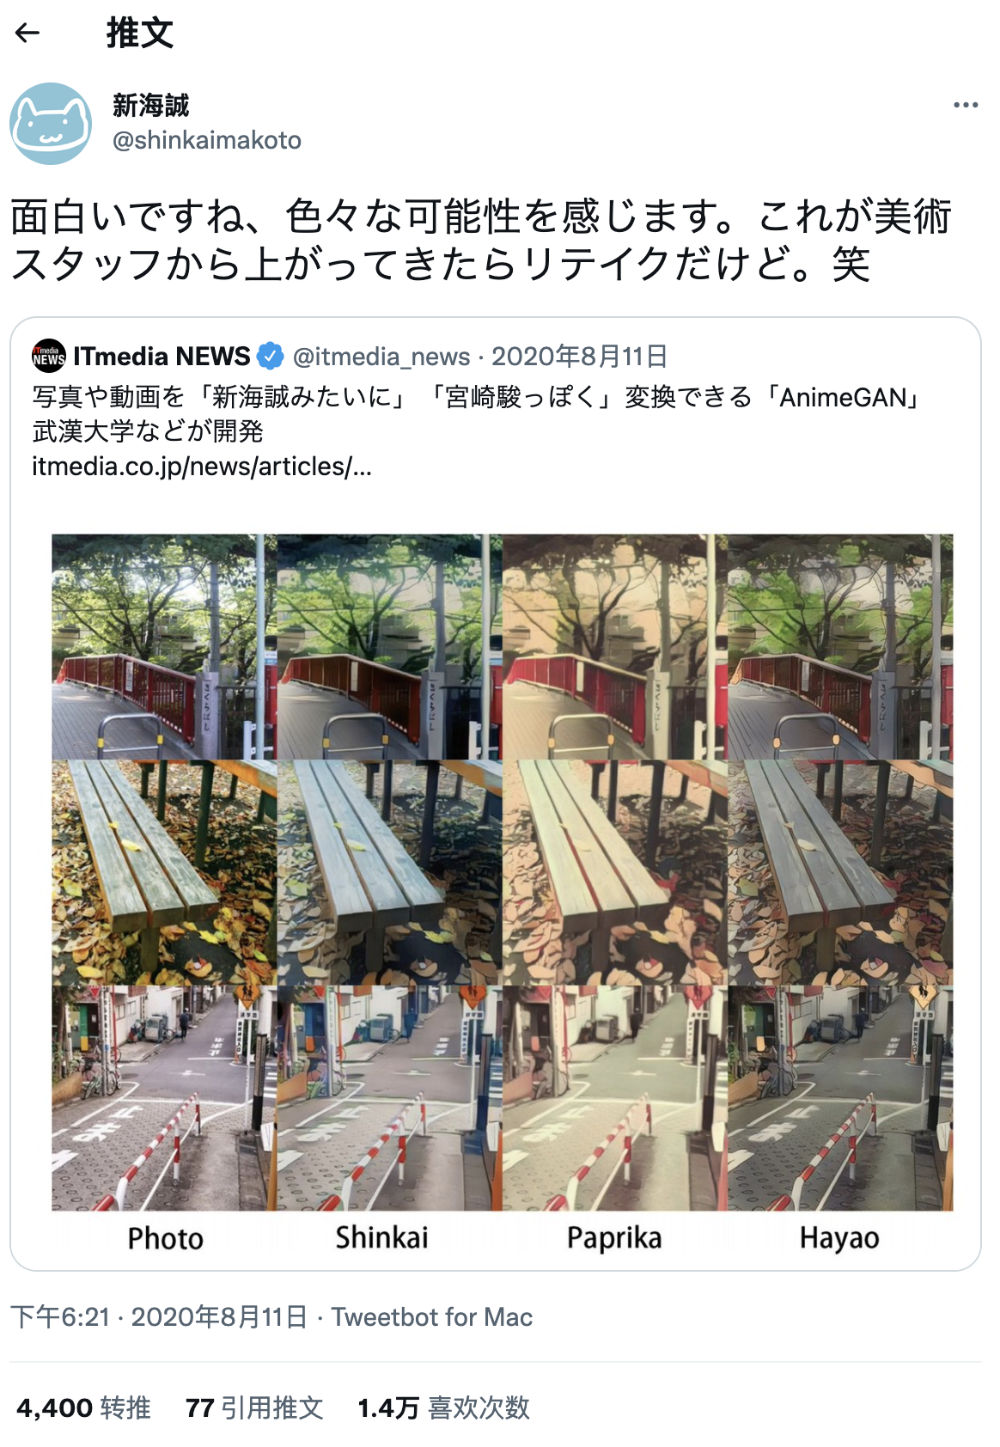 推文
新海誠
@shinkaimakoto
面白いですね、色々な可能性を感じます。これが美術
スタッフから上がってきたらリテイクだけど。笑
ITmedia NEWS
ITmedia NEWS @itmedia_news · 2020年8月11日
写真や動画を「新海誠みたいに」「宮崎駿っぽく」変換できる「AnimeGAN」
武漢大学などが開発
itmedia.co.jp/news/articles/...
Photo Shinkai Paprika Hayao
下午6:21 · 2020年8月11日 · Tweetbot for Mac
4,400 转推 77 引用推文 1.4万 喜欢次数